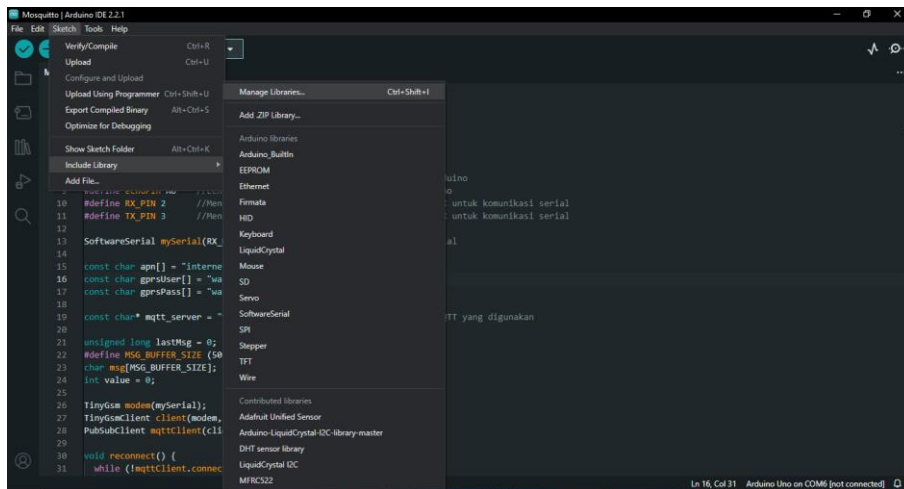 Mosquitto | Arduino IDE 2.2.1
File Edit Sketch Tools Help
Verify/Compile Ctrl+R
Upload Ctrl+U
Configure and Upload
Upload Using Programmer Ctrl+Shift+U
Export Compiled Binary Alt+Ctrl+S
Optimize for Debugging
Show Sketch Folder Alt+Ctrl+K
Include Library
Add File...
Manage Libraries... Ctrl+Shift+I
Add .ZIP Library...
Arduino libraries
Arduino_BuiltIn
EEPROM
Ethernet
Firmata
HID
Keyboard
LiquidCrystal
Mouse
SD
Servo
SoftwareSerial
SPI
Stepper
TFT
Wire
Contributed libraries
Adafruit Unified Sensor
Arduino-LiquidCrystal-I2C-library-master
DHT sensor library
LiquidCrystal I2C
MFRC522
10 #define RX_PIN 2 //Men untuk komunikasi serial
11 #define TX_PIN 3 //Men untuk komunikasi serial
12
13 SoftwareSerial mySerial(RX_ al
14
15 const char apn[] = "interne
16 const char gprsUser[] = "wa
17 const char gprsPass[] = "wa
18
19 const char* mqtt_server = " TT yang digunakan
20
21 unsigned long lastMsg = 0;
22 #define MSG_BUFFER_SIZE (50
23 char msg[MSG_BUFFER_SIZE];
24 int value = 0;
25
26 TinyGsm modem(mySerial);
27 TinyGsmClient client(modem,
28 PubSubClient mqttClient(cli
29
30 void reconnect() {
31 while (!mqttClient.connec
Ln 16, Col 31 Arduino Uno on COM6 [not connected]